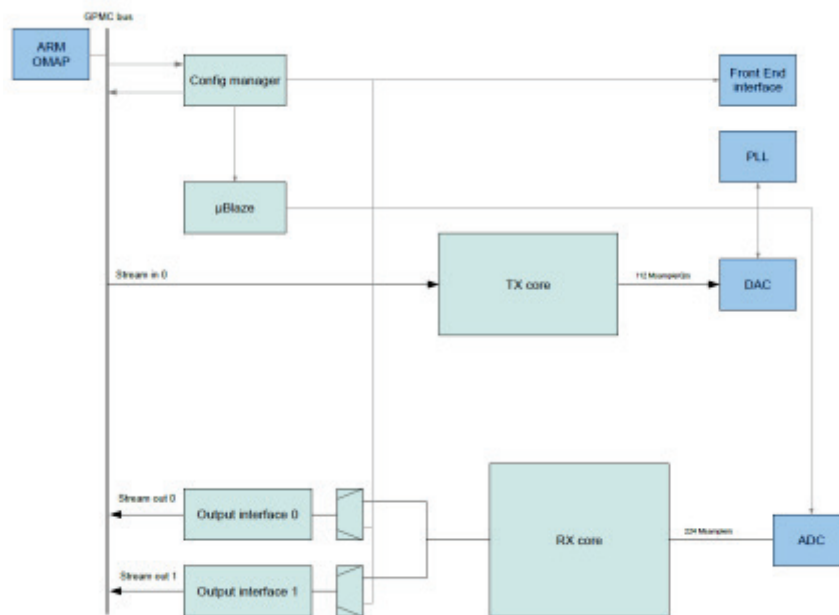 GPMC bus
ARM
OMAP
Config manager
Front End
interface
PLL
µBlaze
Stream in 0
TX core
DAC
Stream out 0
Output interface 0
RX core
ADC
Stream out 1
Output interface 1